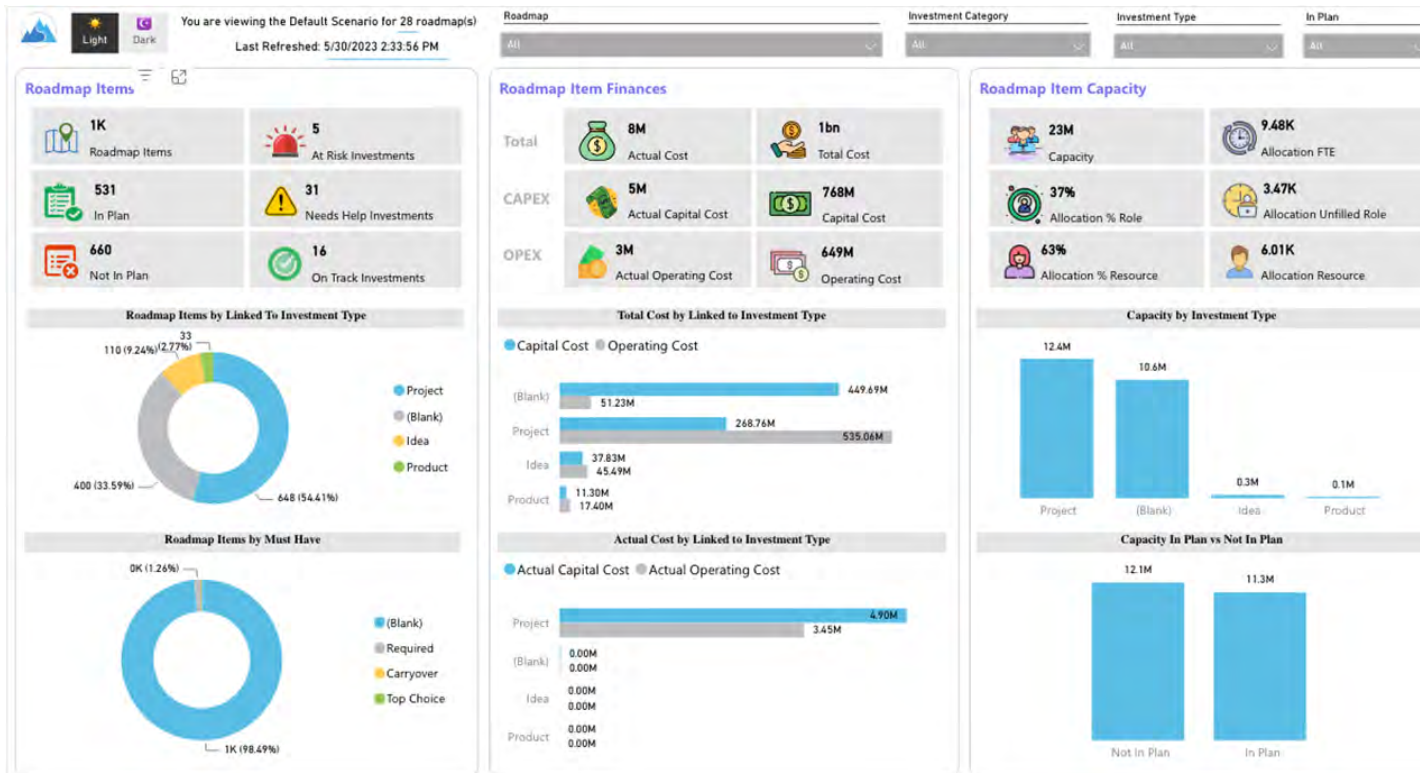 Light
Dark
You are viewing the Default Scenario for 28 roadmap(s)
Last Refreshed: 5/30/2023 2:33:56 PM
Roadmap
All
Investment Category
All
Investment Type
All
In Plan
All
Roadmap Items
1K
Roadmap Items
5
At Risk Investments
531
In Plan
31
Needs Help Investments
660
Not In Plan
16
On Track Investments
Roadmap Items by Linked To Investment Type
33
(2.77%)
110 (9.24%)
400 (33.59%)
648 (54.41%)
Project
(Blank)
Idea
Product
Roadmap Items by Must Have
0K (1.26%)
1K (98.49%)
(Blank)
Required
Carryover
Top Choice
Roadmap Item Finances
Total
8M
Actual Cost
1bn
Total Cost
CAPEX
5M
Actual Capital Cost
768M
Capital Cost
OPEX
3M
Actual Operating Cost
649M
Operating Cost
Total Cost by Linked to Investment Type
Capital Cost Operating Cost
(Blank)
449.69M
51.23M
Project
268.76M
535.06M
Idea
37.83M
45.49M
Product
11.30M
17.40M
Actual Cost by Linked to Investment Type
Actual Capital Cost Actual Operating Cost
Project
4.90M
3.45M
(Blank)
0.00M
0.00M
Idea
0.00M
0.00M
Product
0.00M
0.00M
Roadmap Item Capacity
23M
Capacity
9.48K
Allocation FTE
37%
Allocation % Role
3.47K
Allocation Unfilled Role
63%
Allocation % Resource
6.01K
Allocation Resource
Capacity by Investment Type
12.4M
10.6M
0.3M
0.1M
Project
(Blank)
Idea
Product
Capacity In Plan vs Not In Plan
12.1M
11.3M
Not In Plan
In Plan